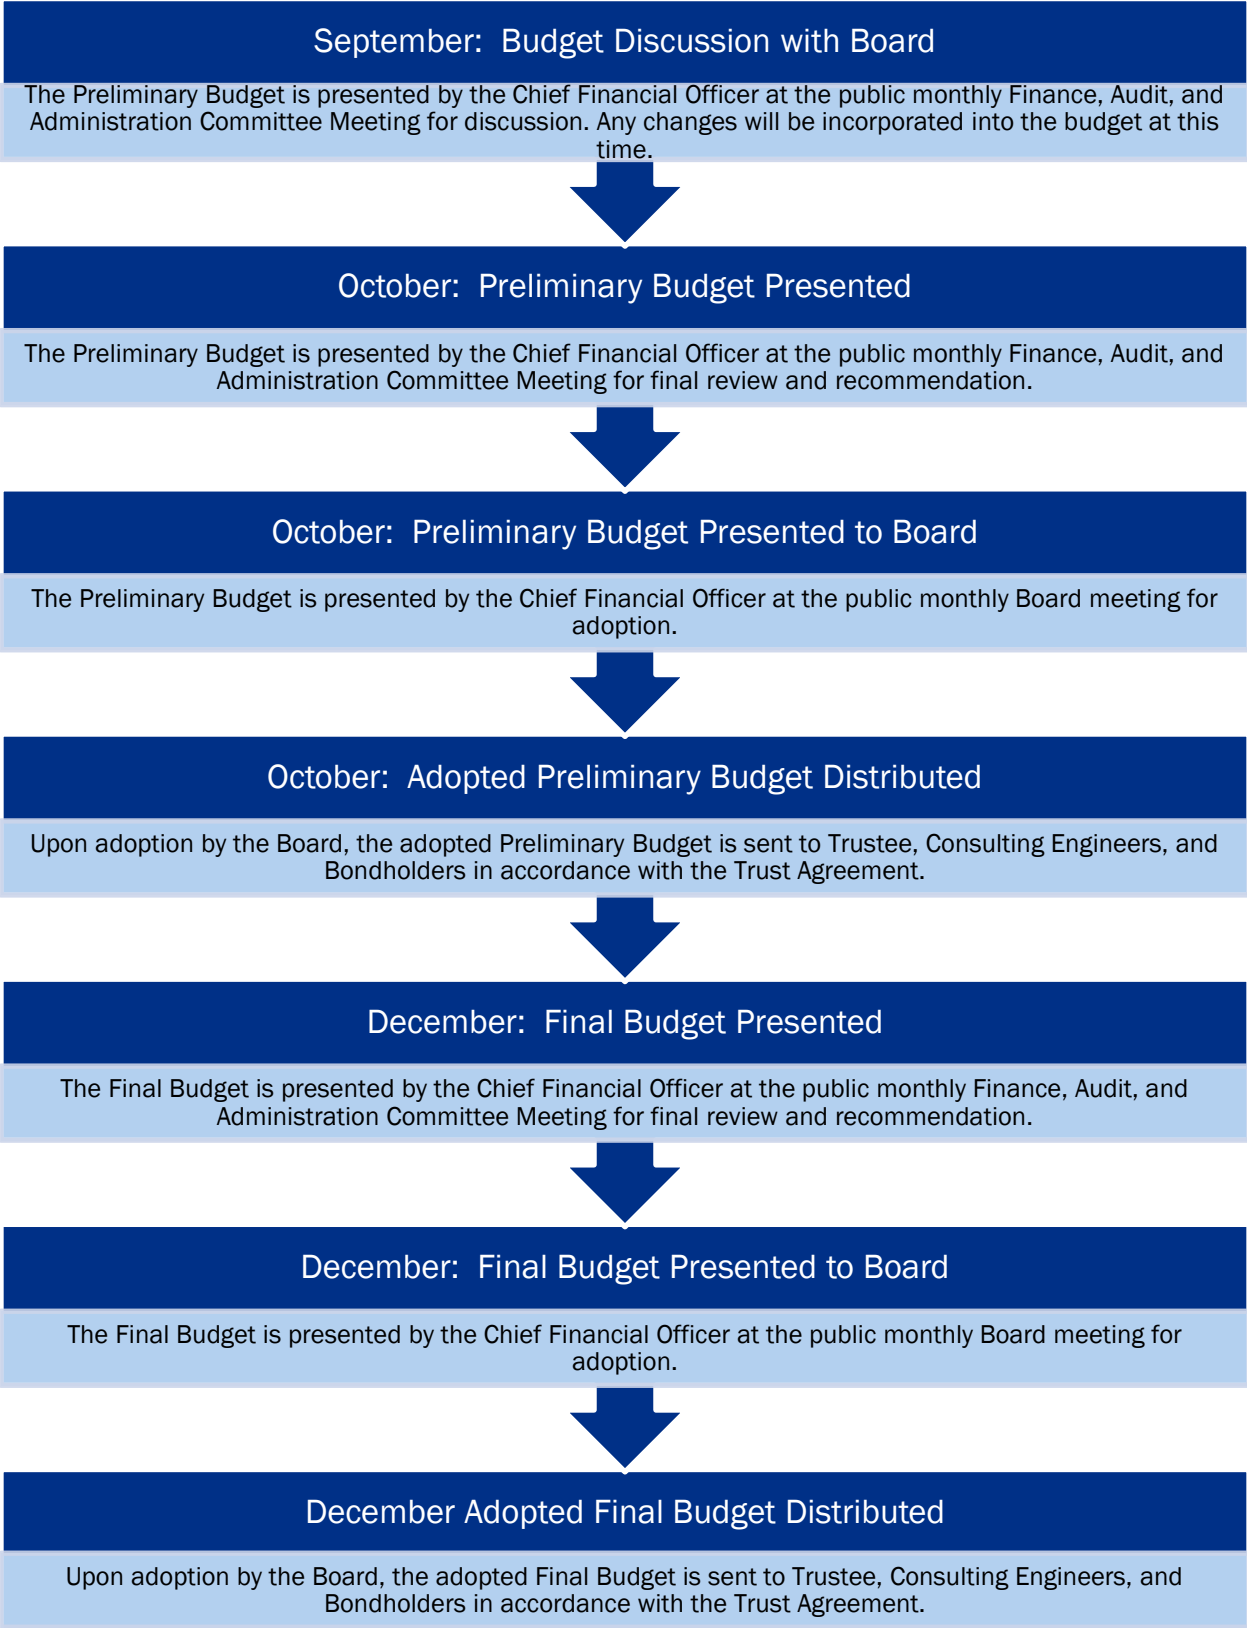 September:  Budget Discussion with Board
The Preliminary Budget is presented by the Chief Financial Officer at the public monthly Finance, Audit, and
Administration Committee Meeting for discussion. Any changes will be incorporated into the budget at this
time.
October:  Preliminary Budget Presented
The Preliminary Budget is presented by the Chief Financial Officer at the public monthly Finance, Audit, and
Administration Committee Meeting for final review and recommendation.
October:  Preliminary Budget Presented to Board
The Preliminary Budget is presented by the Chief Financial Officer at the public monthly Board meeting for
adoption.
October:  Adopted Preliminary Budget Distributed
Upon adoption by the Board, the adopted Preliminary Budget is sent to Trustee, Consulting Engineers, and
Bondholders in accordance with the Trust Agreement.
December:  Final Budget Presented
The Final Budget is presented by the Chief Financial Officer at the public monthly Finance, Audit, and
Administration Committee Meeting for final review and recommendation.
December:  Final Budget Presented to Board
The Final Budget is presented by the Chief Financial Officer at the public monthly Board meeting for
adoption.
December Adopted Final Budget Distributed
Upon adoption by the Board, the adopted Final Budget is sent to Trustee, Consulting Engineers, and
Bondholders in accordance with the Trust Agreement.